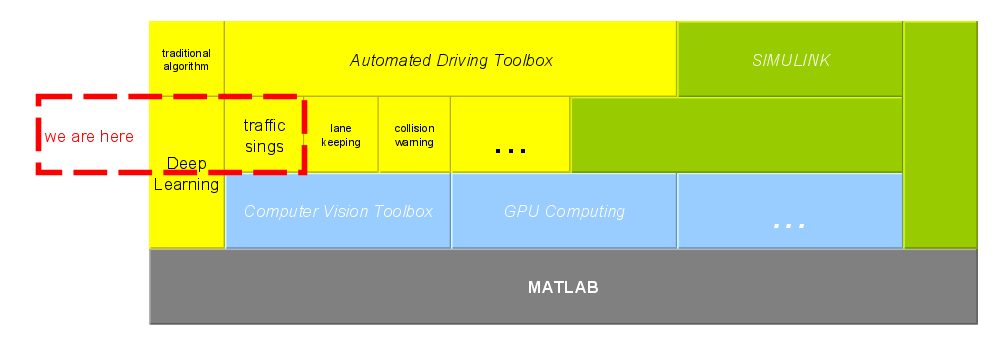 traditional
algorithm
Automated Driving Toolbox
SIMULINK
we are here
traffic
sings
lane
keeping
collision
warning
...
Deep
Learning
Computer Vision Toolbox
GPU Computing
...
MATLAB